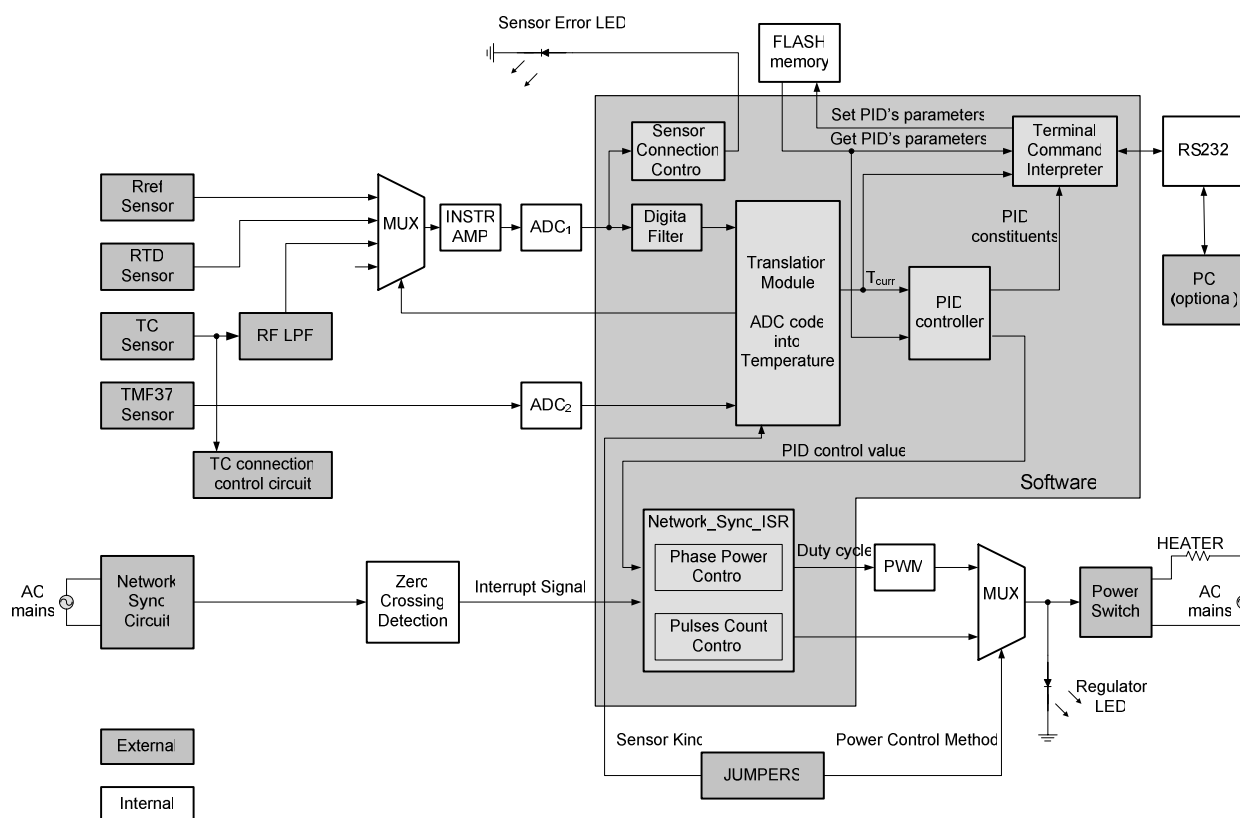 Sensor Error LED
FLASH
memory
Set PID's parameters
Get PID's parameters
Sensor
Connection
Contro
Terminal
Command
Interpreter
RS232
Rref
Sensor
MUX
INSTR
AMP
ADC1
Digita
Filter
PID
constituents
RTD
Sensor
Translation
Module
ADC code
into
Temperature
Tcurr
PID
controller
PC
(optiona)
TC
Sensor
RF LPF
TMF37
Sensor
ADC2
TC connection
control circuit
PID control value
Software
Network_Sync_ISR
Phase Power
Contro
Pulses Count
Contro
Duty cycle
PWM
MUX
HEATER
AC
mains
Network
Sync
Circuit
Zero
Crossing
Detection
Interrupt Signal
Power
Switch
AC
mains
Regulator
LED
External
Internal
Sensor Kind
Power Control Method
JUMPERS